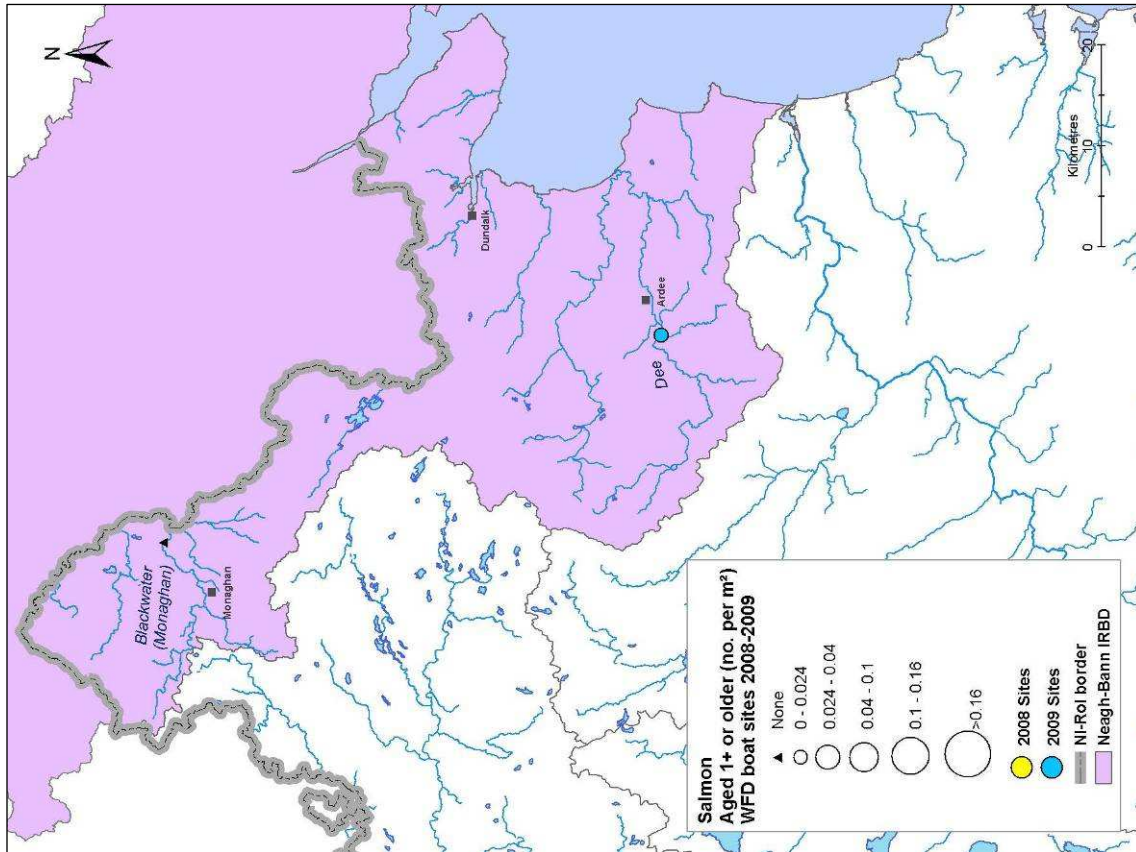 N
Blackwater
(Monaghan)
Monaghan
Dundalk
Ardee
Dee
Salmon
Aged 1+ or older (no. per m²)
WFD boat sites 2008-2009
None
0 - 0.024
0.024 - 0.04
0.04 - 0.1
0.1 - 0.16
>0.16
2008 Sites
2009 Sites
NI-RoI border
Neagh-Bann IRBD
0 10 20
Kilometres